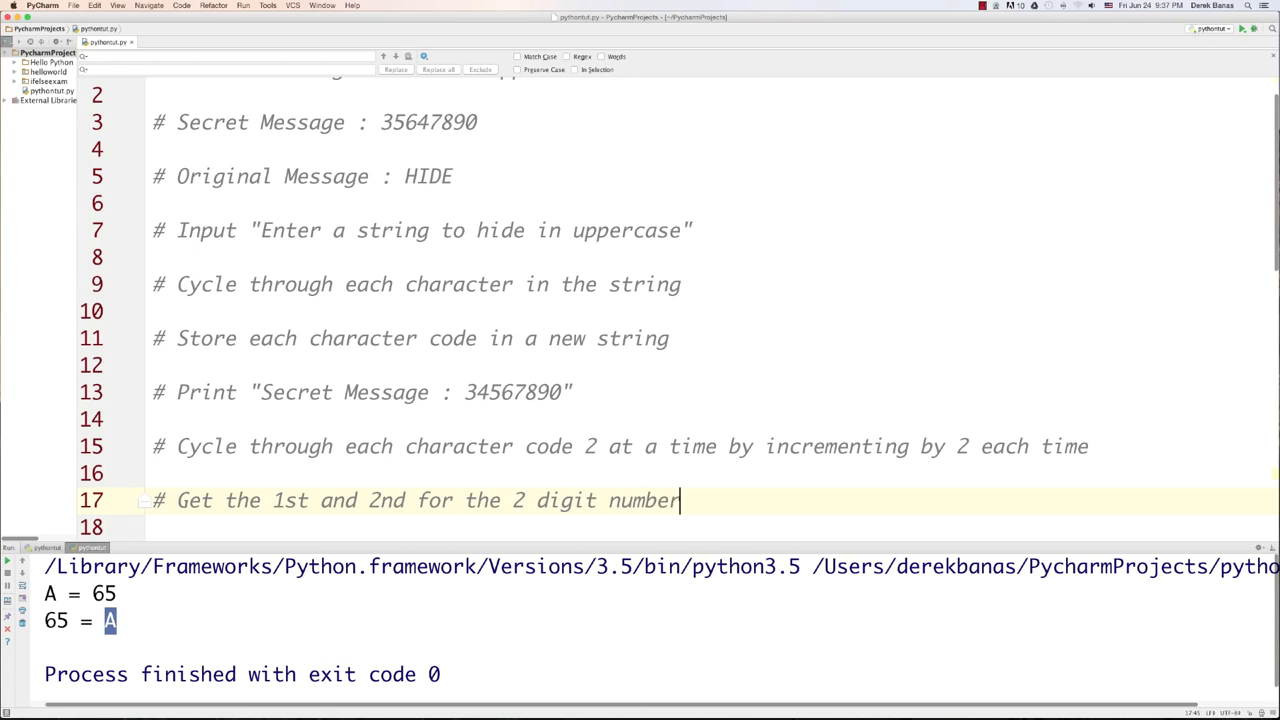 PyCharm File Edit View Navigate Code Refactor Run Tools VCS Window Help
Fri Jun 24 9:37 PM Derek Banas
pythontut.py - PycharmProjects - [~/PycharmProjects]
PycharmProjects pythontut.py
pythontut
pythontut.py
PycharmProject
Hello Python
helloworld
ifelseexam
pythontut.py
External Librarie
Match Case Regex Words
Replace Replace all Exclude Preserve Case In Selection
2
3 # Secret Message : 35647890
4
5 # Original Message : HIDE
6
7 # Input "Enter a string to hide in uppercase"
8
9 # Cycle through each character in the string
10
11 # Store each character code in a new string
12
13 # Print "Secret Message : 34567890"
14
15 # Cycle through each character code 2 at a time by incrementing by 2 each time
16
17 # Get the 1st and 2nd for the 2 digit number
18
Run: pythontut pythontut
/Library/Frameworks/Python.framework/Versions/3.5/bin/python3.5 /Users/derekbanas/PycharmProjects/pytho
A = 65
65 = A
Process finished with exit code 0
17:45 LF UTF-8